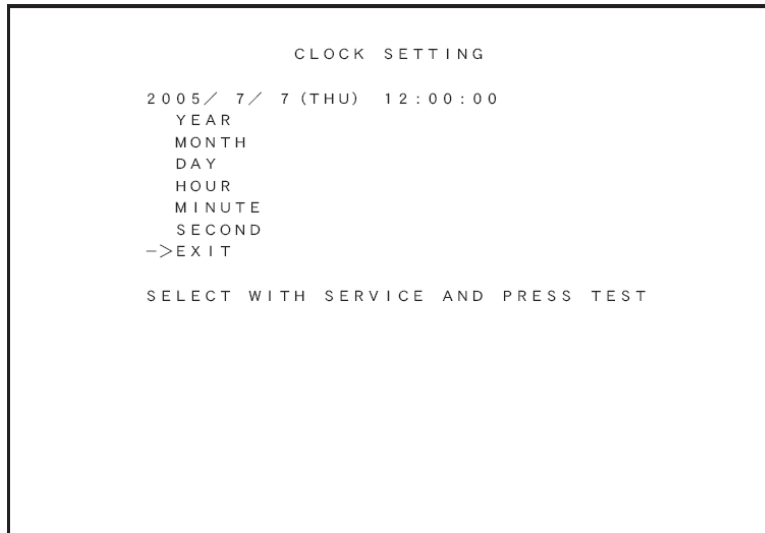 CLOCK SETTING
2005/ 7/ 7 (THU) 12:00:00
YEAR
MONTH
DAY
HOUR
MINUTE
SECOND
->EXIT
SELECT WITH SERVICE AND PRESS TEST